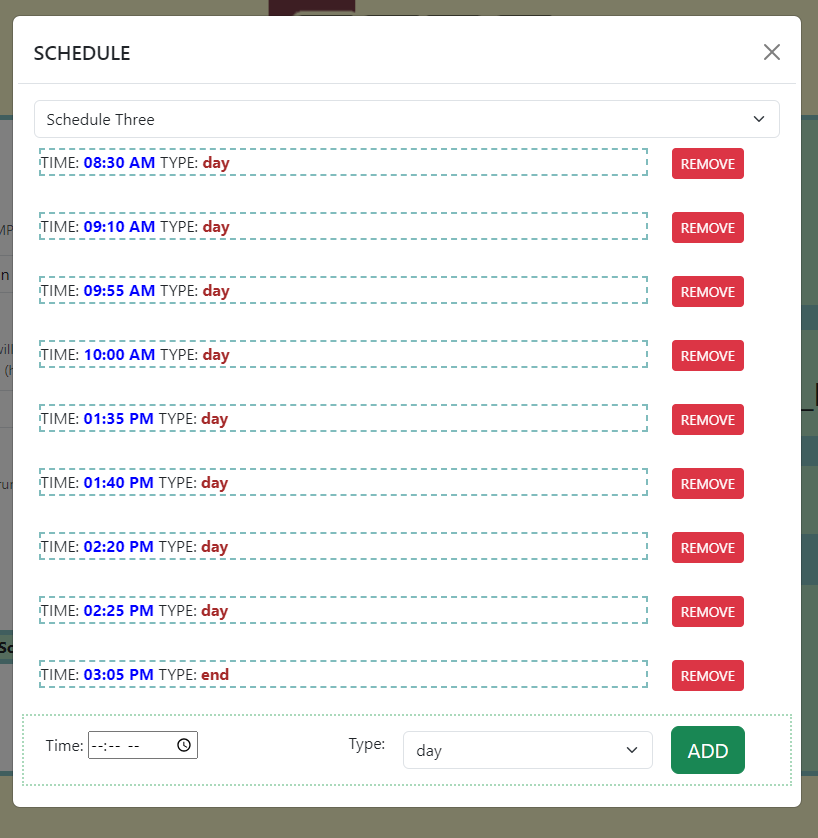 SCHEDULE
Schedule Three
TIME: 08:30 AM TYPE: day REMOVE
TIME: 09:10 AM TYPE: day REMOVE
TIME: 09:55 AM TYPE: day REMOVE
TIME: 10:00 AM TYPE: day REMOVE
TIME: 01:35 PM TYPE: day REMOVE
TIME: 01:40 PM TYPE: day REMOVE
TIME: 02:20 PM TYPE: day REMOVE
TIME: 02:25 PM TYPE: day REMOVE
TIME: 03:05 PM TYPE: end REMOVE
Time: --:-- -- Type: day ADD